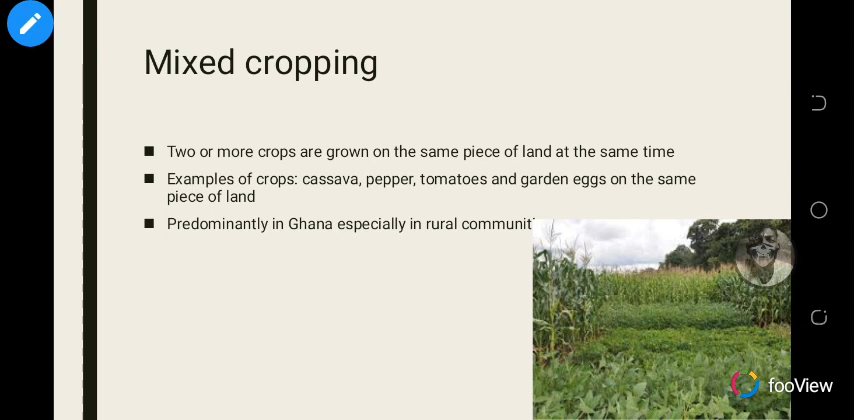 Mixed cropping
■ Two or more crops are grown on the same piece of land at the same time
■ Examples of crops: cassava, pepper, tomatoes and garden eggs on the same
piece of land
■ Predominantly in Ghana especially in rural
fooView